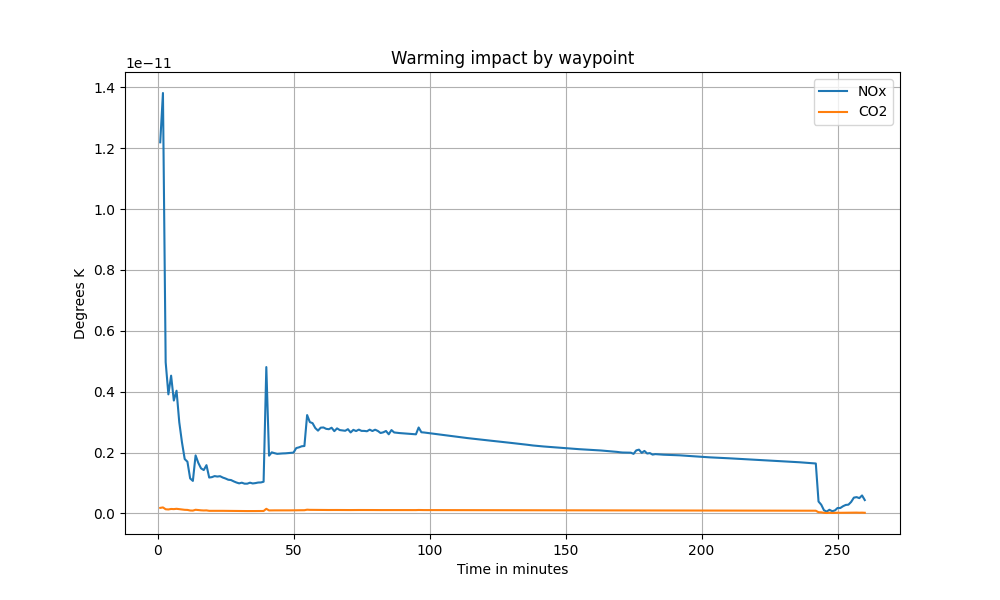 Warming impact by waypoint
1e−11
NOx
CO2
1.4
1.2
1.0
0.8
0.6
0.4
0.2
0.0
Degrees K
0 50 100 150 200 250
Time in minutes